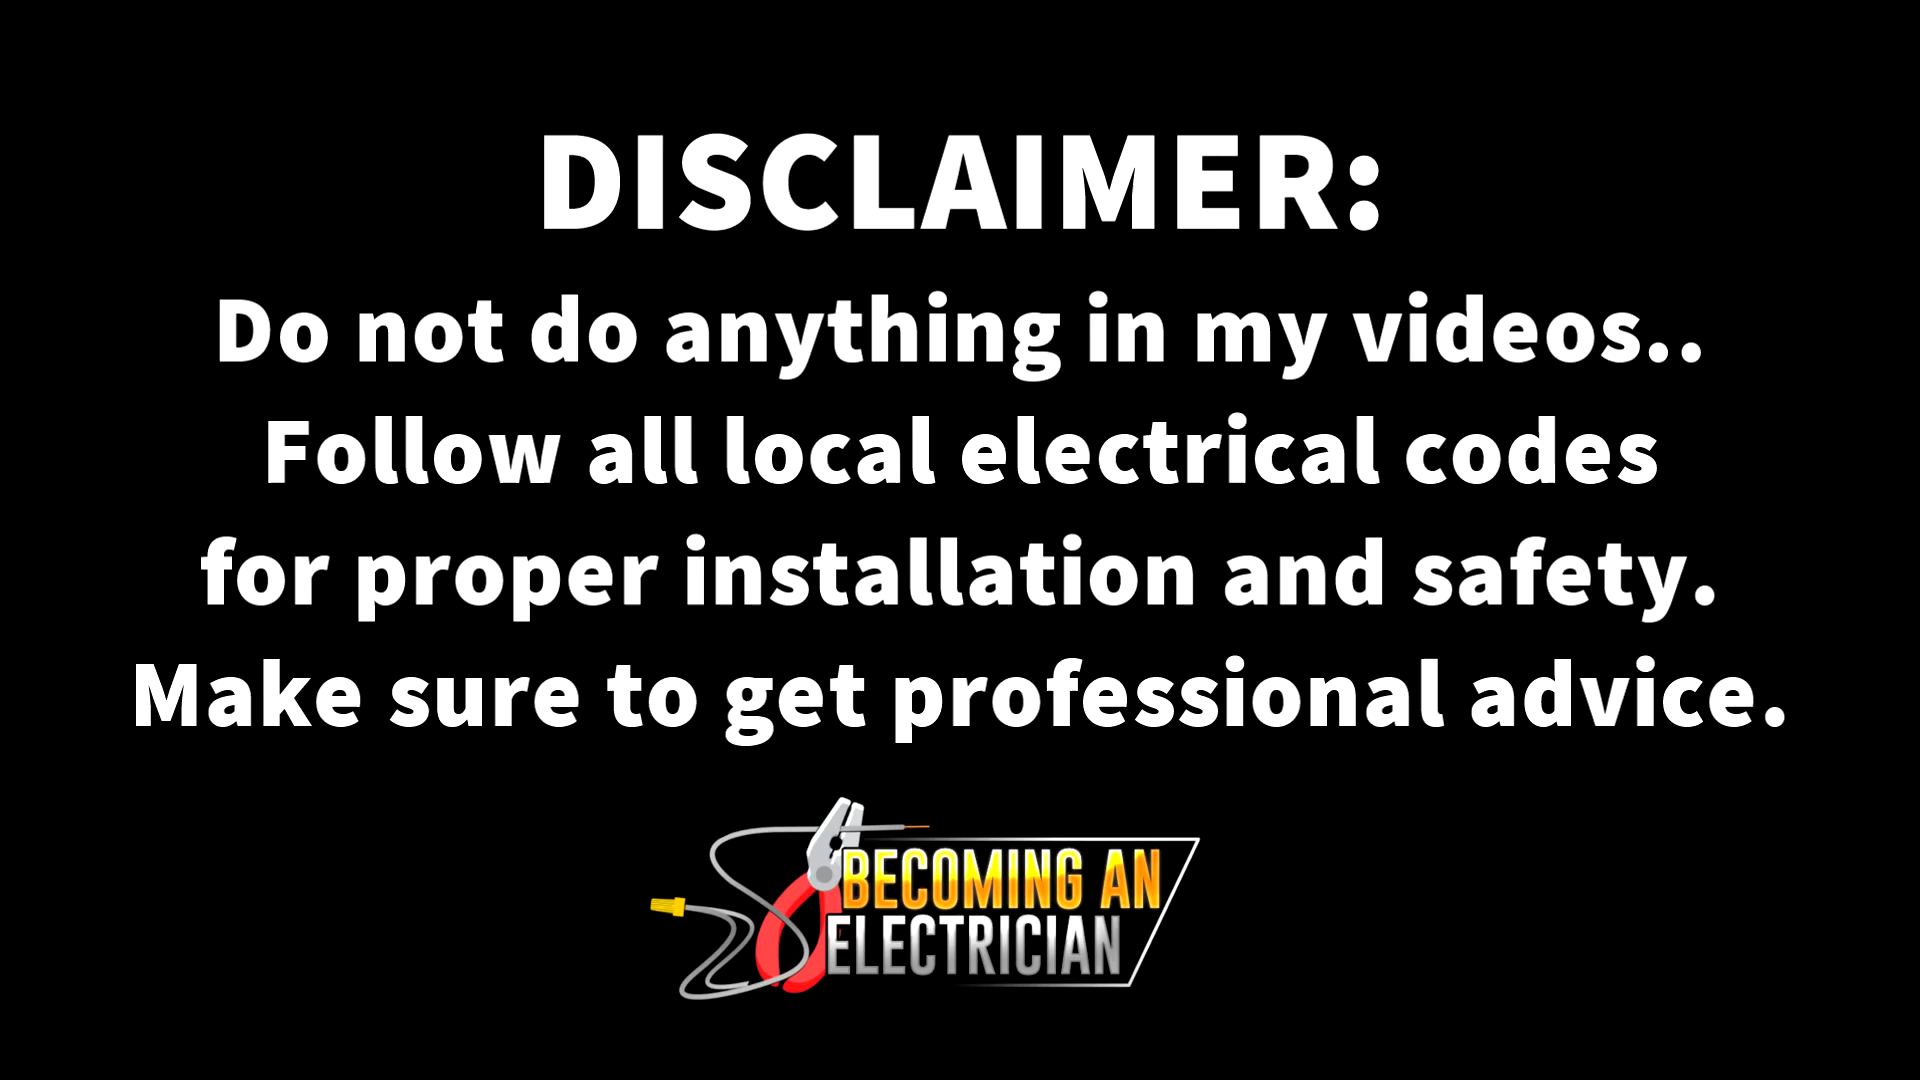 DISCLAIMER:
Do not do anything in my videos..
Follow all local electrical codes
for proper installation and safety.
Make sure to get professional advice.
BECOMING AN
ELECTRICIAN